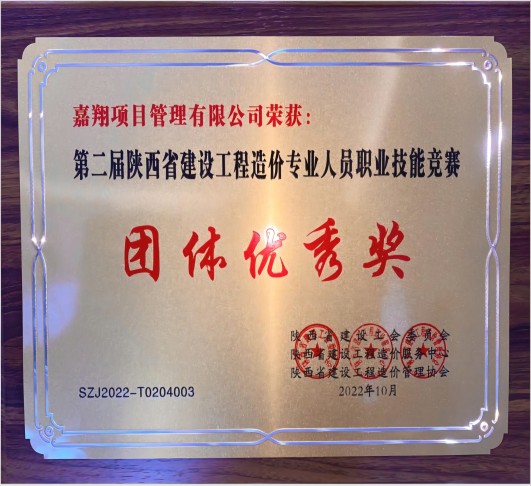 嘉翔项目管理有限公司荣获：
第二届陕西省建设工程造价专业人员职业技能竞赛
团体优秀奖
陕西省建设工会委员会
陕西省建设工程造价服务中心
陕西省建设工程造价管理协会
SZJ2022-T0204003
2022年10月